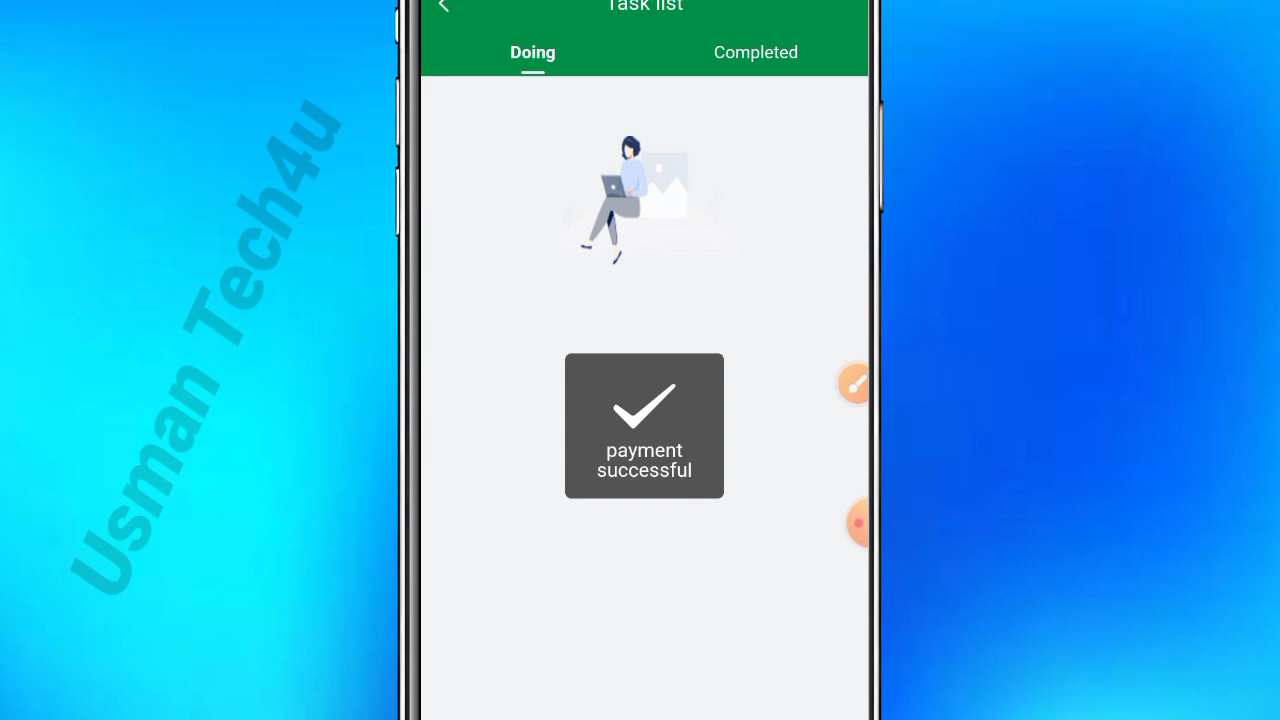 Task list
Doing
Completed
payment
successful
Usman Tech4u